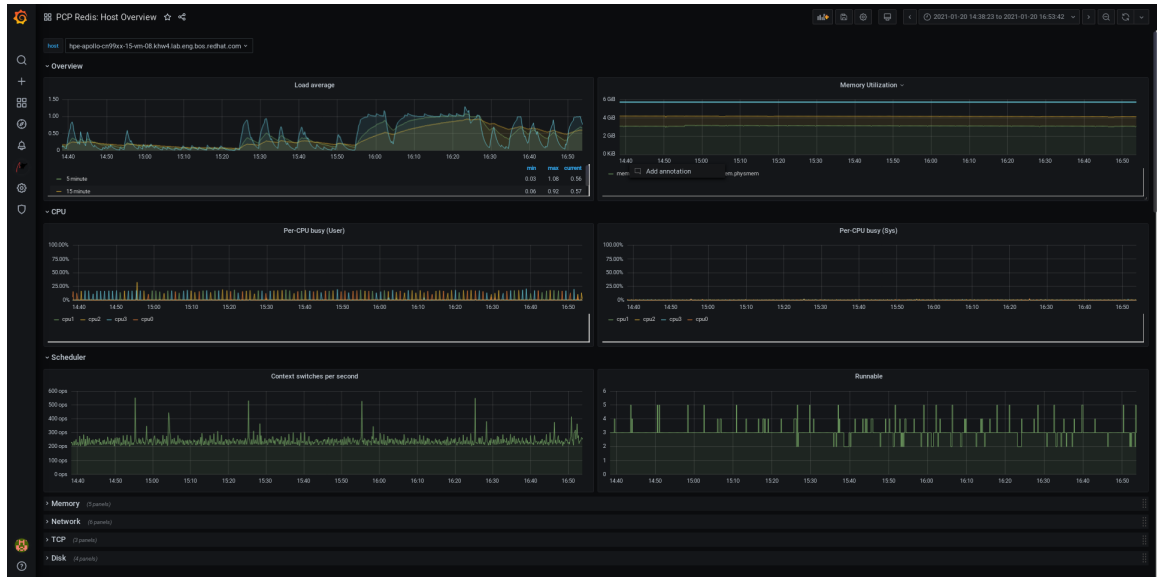 PCP Redis: Host Overview
2021-01-20 14:38:23 to 2021-01-20 16:53:42
host hpe-apollo-cn99xx-15-vm-08.khw4.lab.eng.bos.redhat.com
Overview
Load average
1.50
1.00
0.50
0
14:40 14:50 15:00 15:10 15:20 15:30 15:40 15:50 16:00 16:10 16:20 16:30 16:40 16:50
min max current
5 minute 0.03 1.08 0.56
15 minute 0.06 0.92 0.57
Memory Utilization
6 GiB
4 GiB
2 GiB
0 KiB
14:40 14:50 15:00 15:10 15:20 15:30 15:40 15:50 16:00 16:10 16:20 16:30 16:40 16:50
Add annotation
CPU
Per-CPU busy (User)
100.00%
75.00%
50.00%
25.00%
0%
14:40 14:50 15:00 15:10 15:20 15:30 15:40 15:50 16:00 16:10 16:20 16:30 16:40 16:50
cpu1 cpu2 cpu3 cpu0
Per-CPU busy (Sys)
100.00%
75.00%
50.00%
25.00%
0%
14:40 14:50 15:00 15:10 15:20 15:30 15:40 15:50 16:00 16:10 16:20 16:30 16:40 16:50
cpu1 cpu2 cpu3 cpu0
Scheduler
Context switches per second
600 ops
500 ops
400 ops
300 ops
200 ops
100 ops
0 ops
14:40 14:50 15:00 15:10 15:20 15:30 15:40 15:50 16:00 16:10 16:20 16:30 16:40 16:50
Runnable
6
5
4
3
2
1
0
14:40 14:50 15:00 15:10 15:20 15:30 15:40 15:50 16:00 16:10 16:20 16:30 16:40 16:50
Memory (5 panels)
Network (6 panels)
TCP (3 panels)
Disk (4 panels)